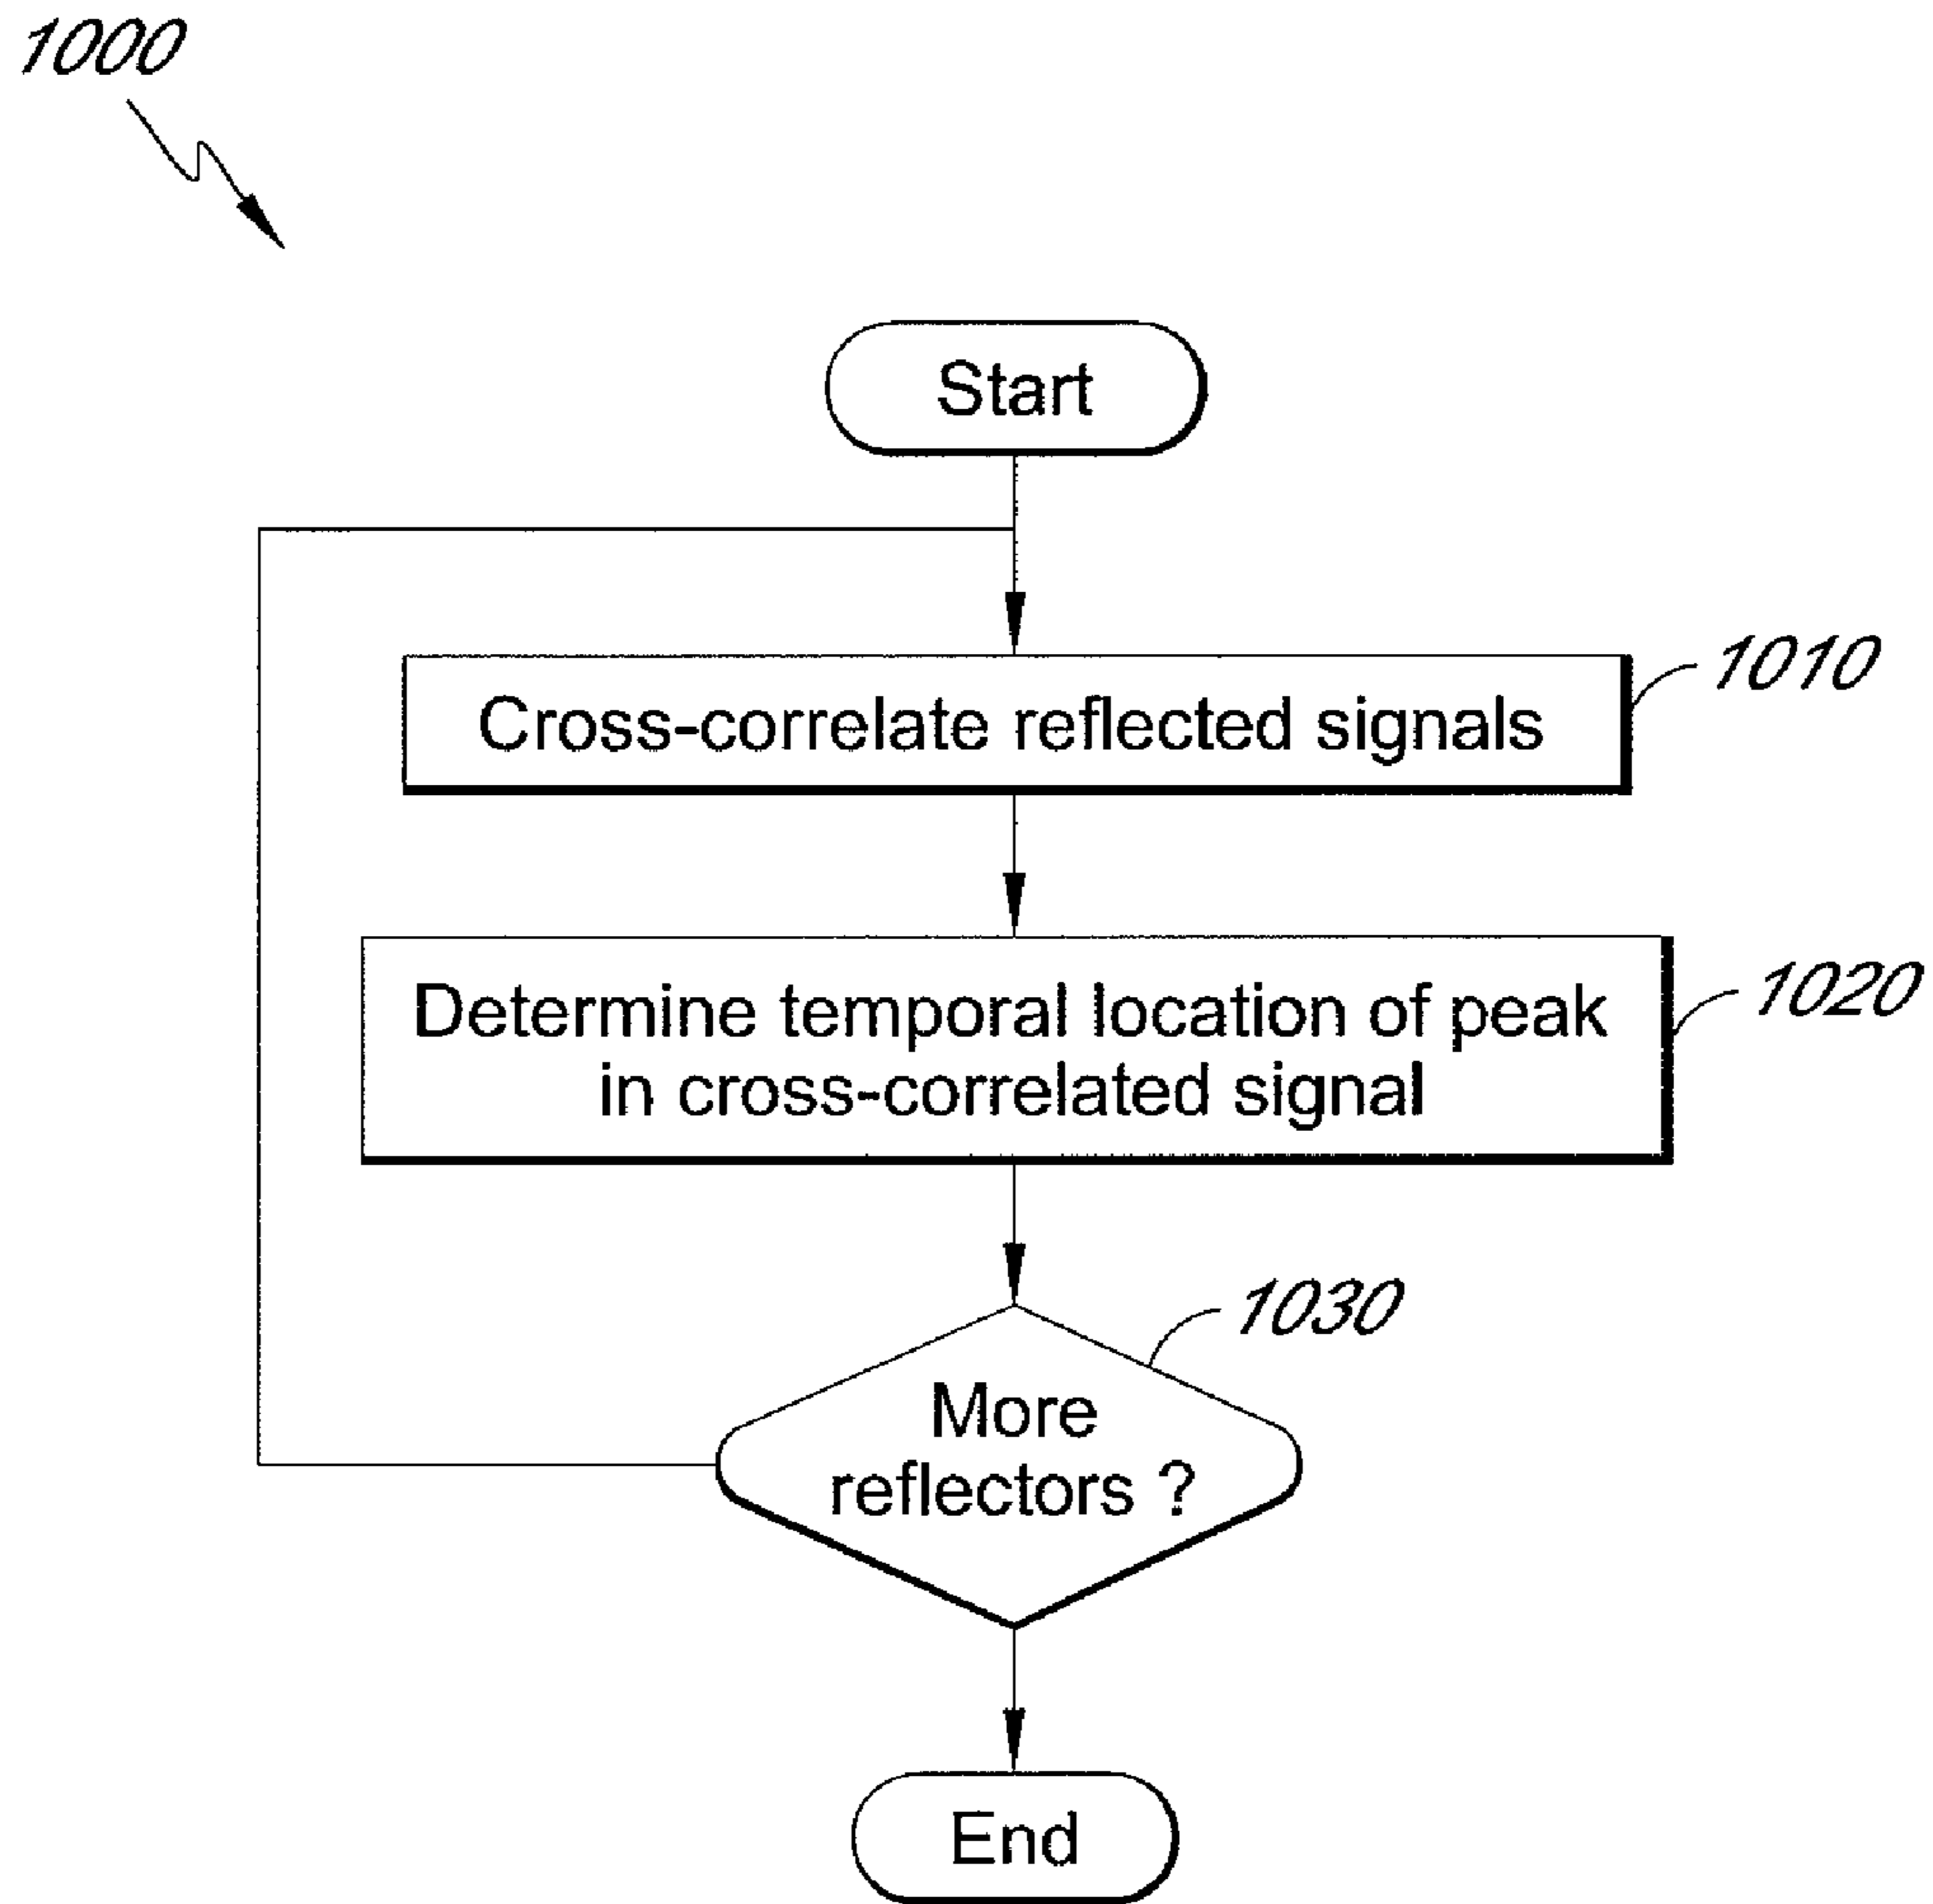 1000
Start
Cross-correlate reflected signals
1010
Determine temporal location of peak
in cross-correlated signal
1020
1030
More
reflectors ?
End